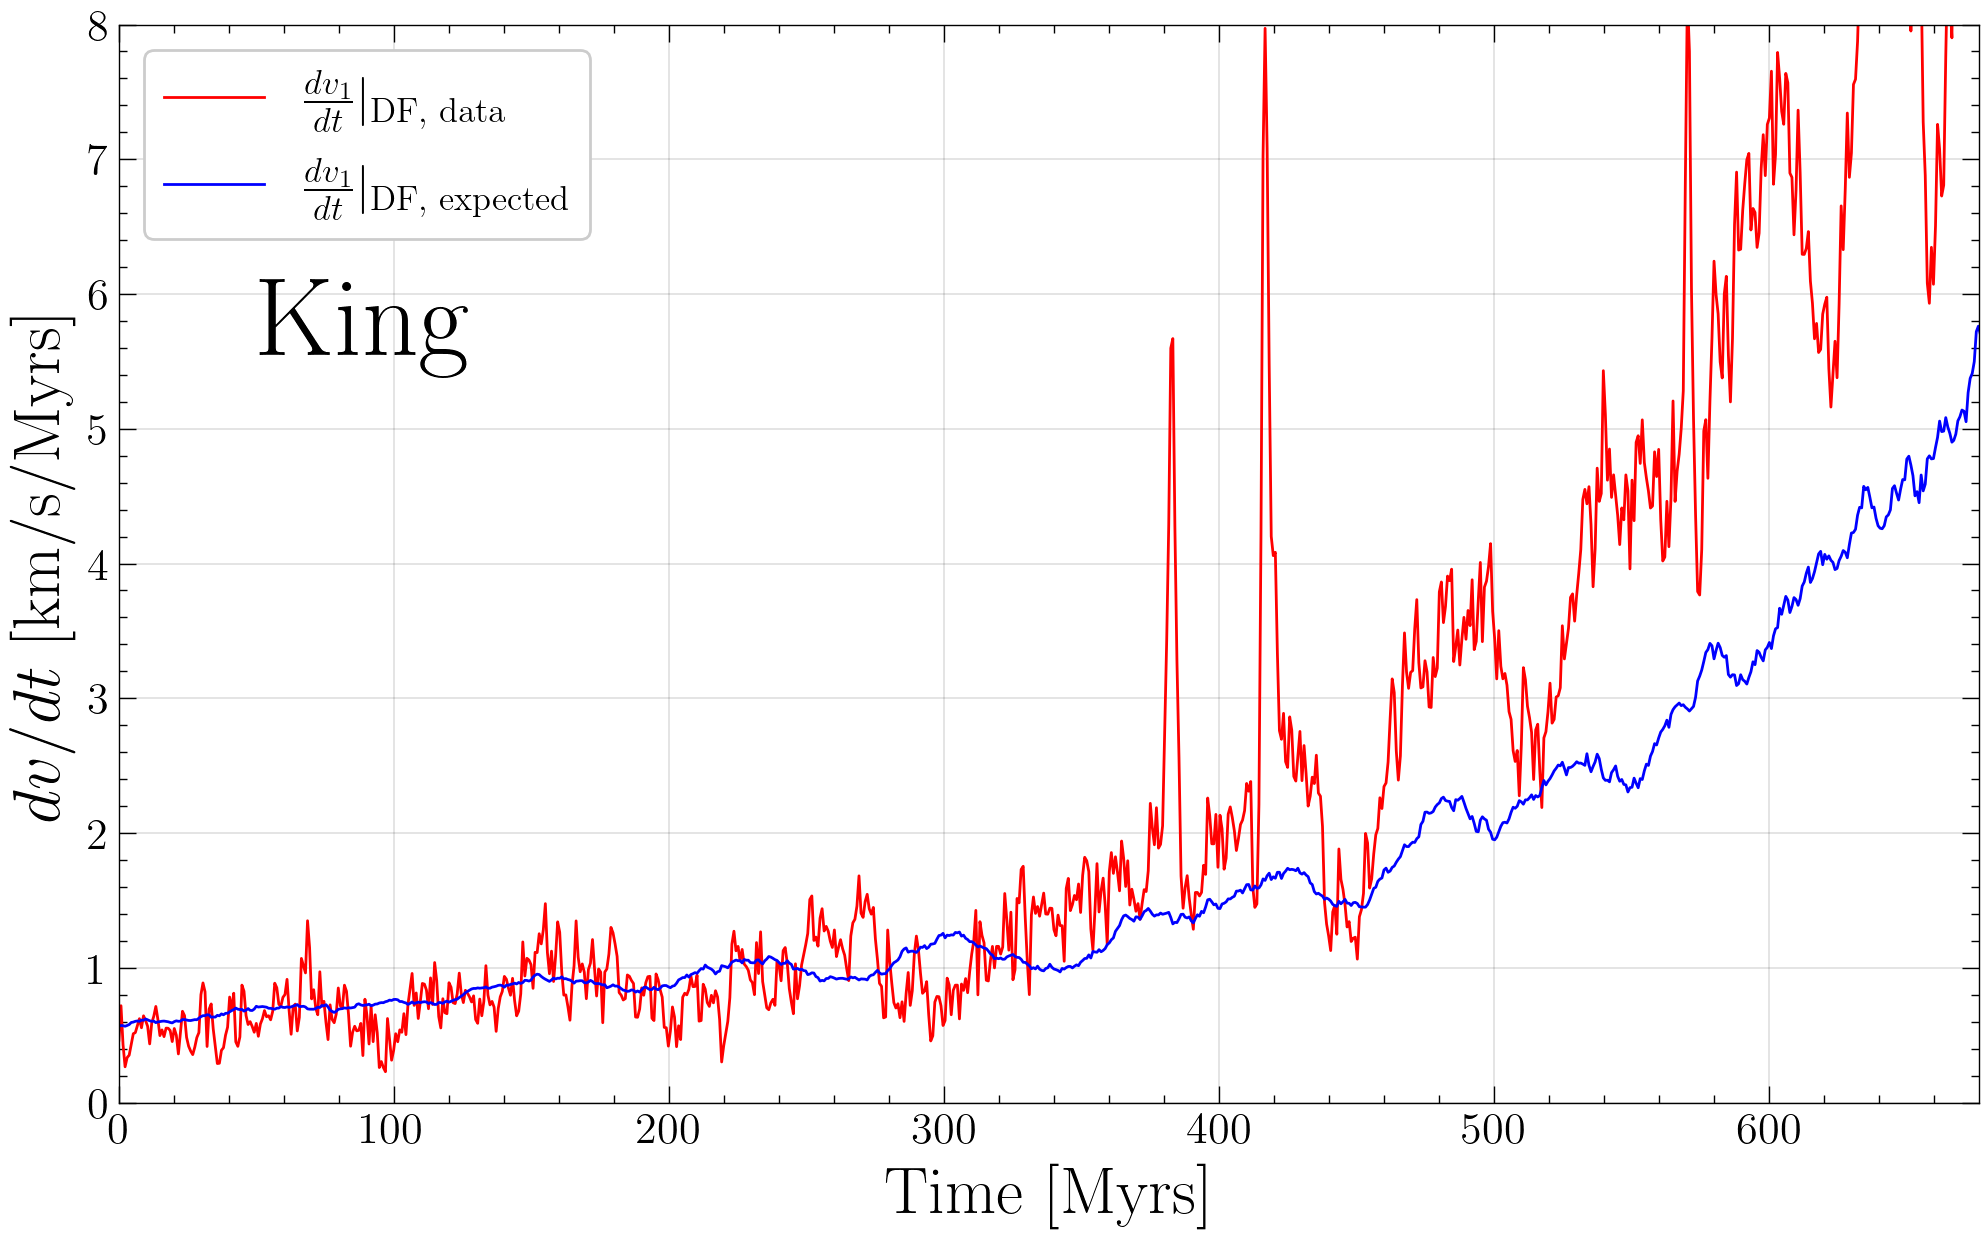 8
7
6
5
4
3
2
1
0
dv/dt [km/s/Myrs]
dv₁/dt|DF, data
dv₁/dt|DF, expected
King
0 100 200 300 400 500 600
Time [Myrs]